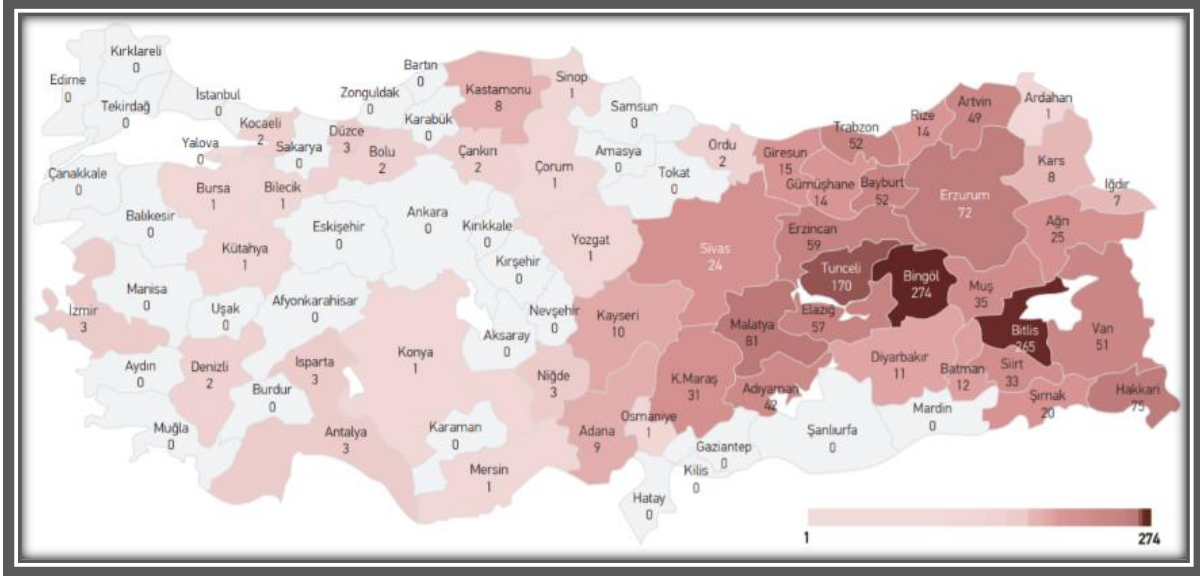 Kırklareli
0
Edirne
0
Tekirdağ
0
İstanbul
0
Kocaeli
2
Yalova
0
Sakarya
0
Düzce
3
Bolu
2
Zonguldak
0
Bartın
0
Karabük
0
Kastamonu
8
Sinop
1
Çankırı
2
Çorum
1
Samsun
0
Amasya
0
Tokat
0
Ordu
2
Giresun
15
Trabzon
52
Gümüşhane
14
Bayburt
52
Rize
14
Artvin
49
Ardahan
1
Kars
8
Iğdır
7
Erzurum
72
Ağrı
25
Çanakkale
0
Balıkesir
0
Bursa
1
Bilecik
1
Eskişehir
0
Kütahya
1
Ankara
0
Kırıkkale
0
Kırşehir
0
Yozgat
1
Sivas
24
Erzincan
59
Tunceli
170
Bingöl
274
Muş
35
Bitlis
265
Van
51
İzmir
3
Manisa
0
Uşak
0
Afyonkarahisar
0
Nevşehir
0
Aksaray
0
Kayseri
10
Malatya
81
Elazığ
57
Diyarbakır
11
Batman
12
Siirt
33
Şırnak
20
Hakkari
75
Aydın
0
Denizli
2
Isparta
3
Burdur
0
Konya
1
Niğde
3
K.Maraş
31
Adıyaman
42
Mardin
0
Şanlıurfa
0
Muğla
0
Antalya
3
Karaman
0
Mersin
1
Adana
9
Osmaniye
1
Gaziantep
0
Kilis
0
Hatay
0
1
274